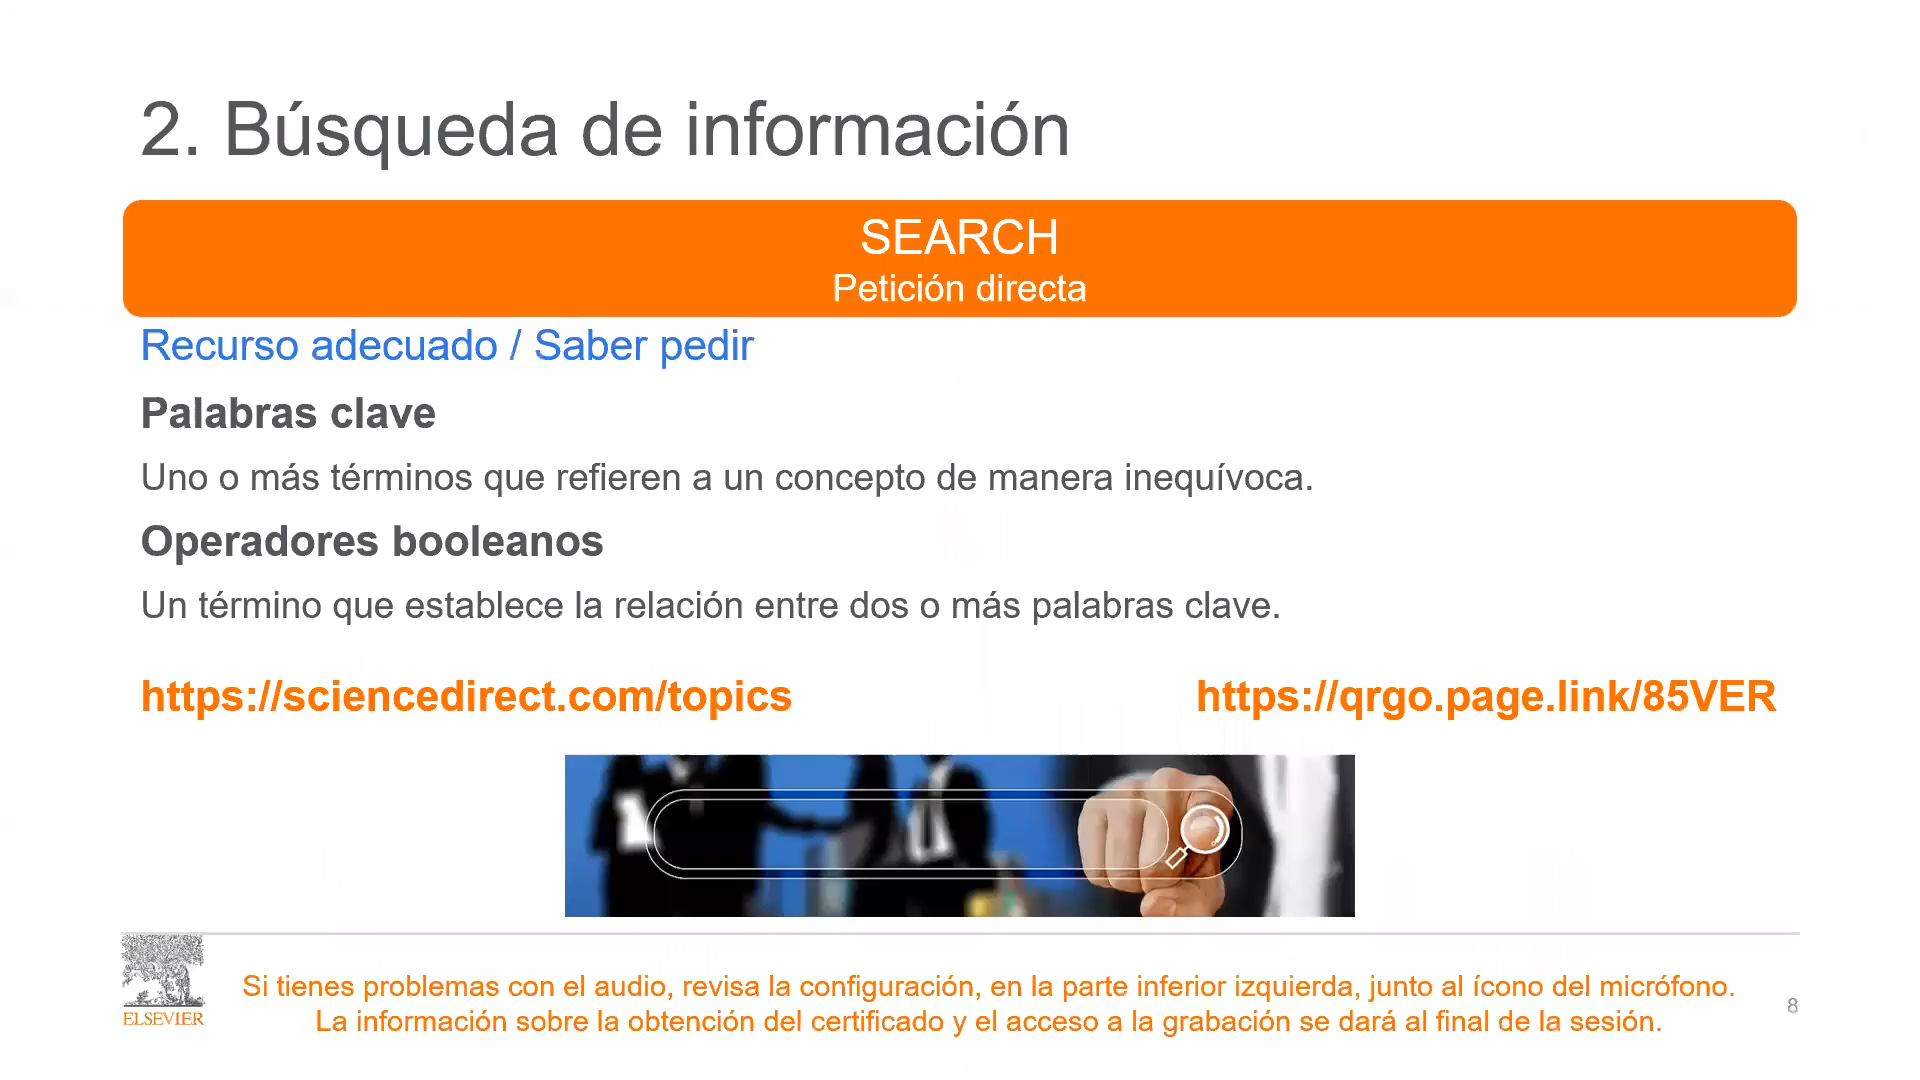 2. Búsqueda de información
SEARCH
Petición directa
Recurso adecuado / Saber pedir
Palabras clave
Uno o más términos que refieren a un concepto de manera inequívoca.
Operadores booleanos
Un término que establece la relación entre dos o más palabras clave.
https://sciencedirect.com/topics
https://qrgo.page.link/85VER
Si tienes problemas con el audio, revisa la configuración, en la parte inferior izquierda, junto al ícono del micrófono.
La información sobre la obtención del certificado y el acceso a la grabación se dará al final de la sesión.
ELSEVIER
8